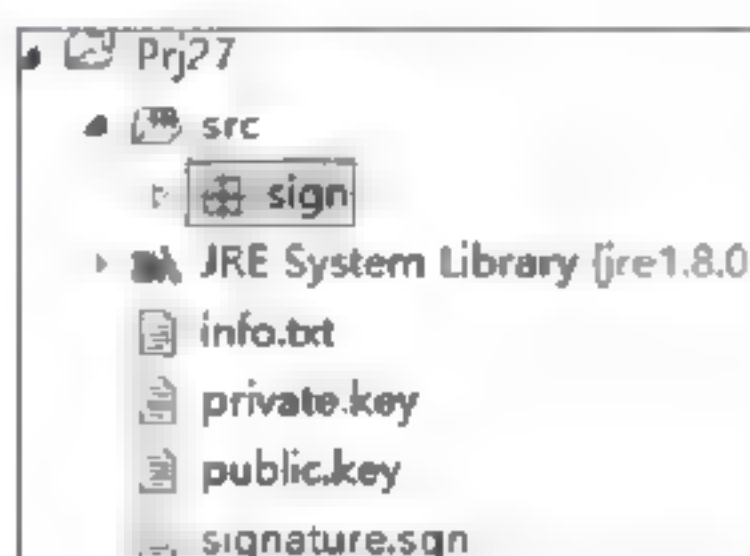 Prj27
src
sign
JRE System Library [jre1.8.0
info.txt
private.key
public.key
signature.sgn